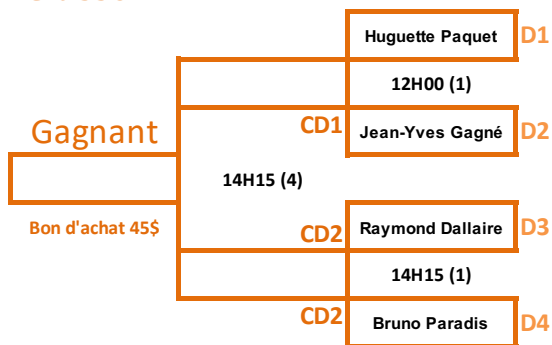 Huguette Paquet D1
12H00 (1)
CD1 Jean-Yves Gagné D2
Gagnant
14H15 (4)
Bon d'achat 45$
CD2 Raymond Dallaire D3
14H15 (1)
CD2 Bruno Paradis D4